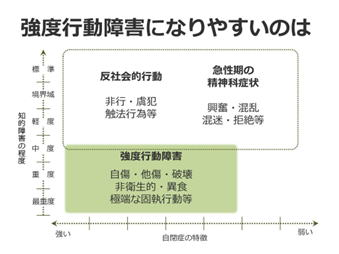 強度行動障害になりやすいのは
反社会的行動
非行・虞犯
触法行為等
急性期の
精神科症状
興奮・混乱
混迷・拒絶等
知的障害の程度
標準
境界域
軽度
中度
重度
最重度
強度行動障害
自傷・他傷・破壊
非衛生的・異食
極端な固執行動等
強い
自閉症の特徴
弱い